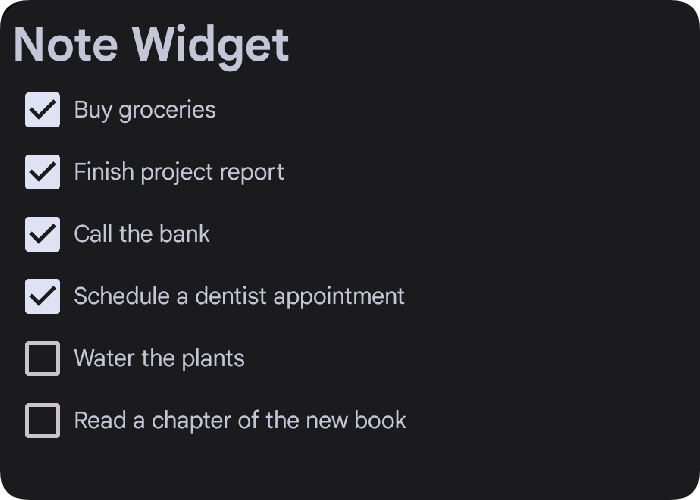 Note Widget
Buy groceries
Finish project report
Call the bank
Schedule a dentist appointment
Water the plants
Read a chapter of the new book